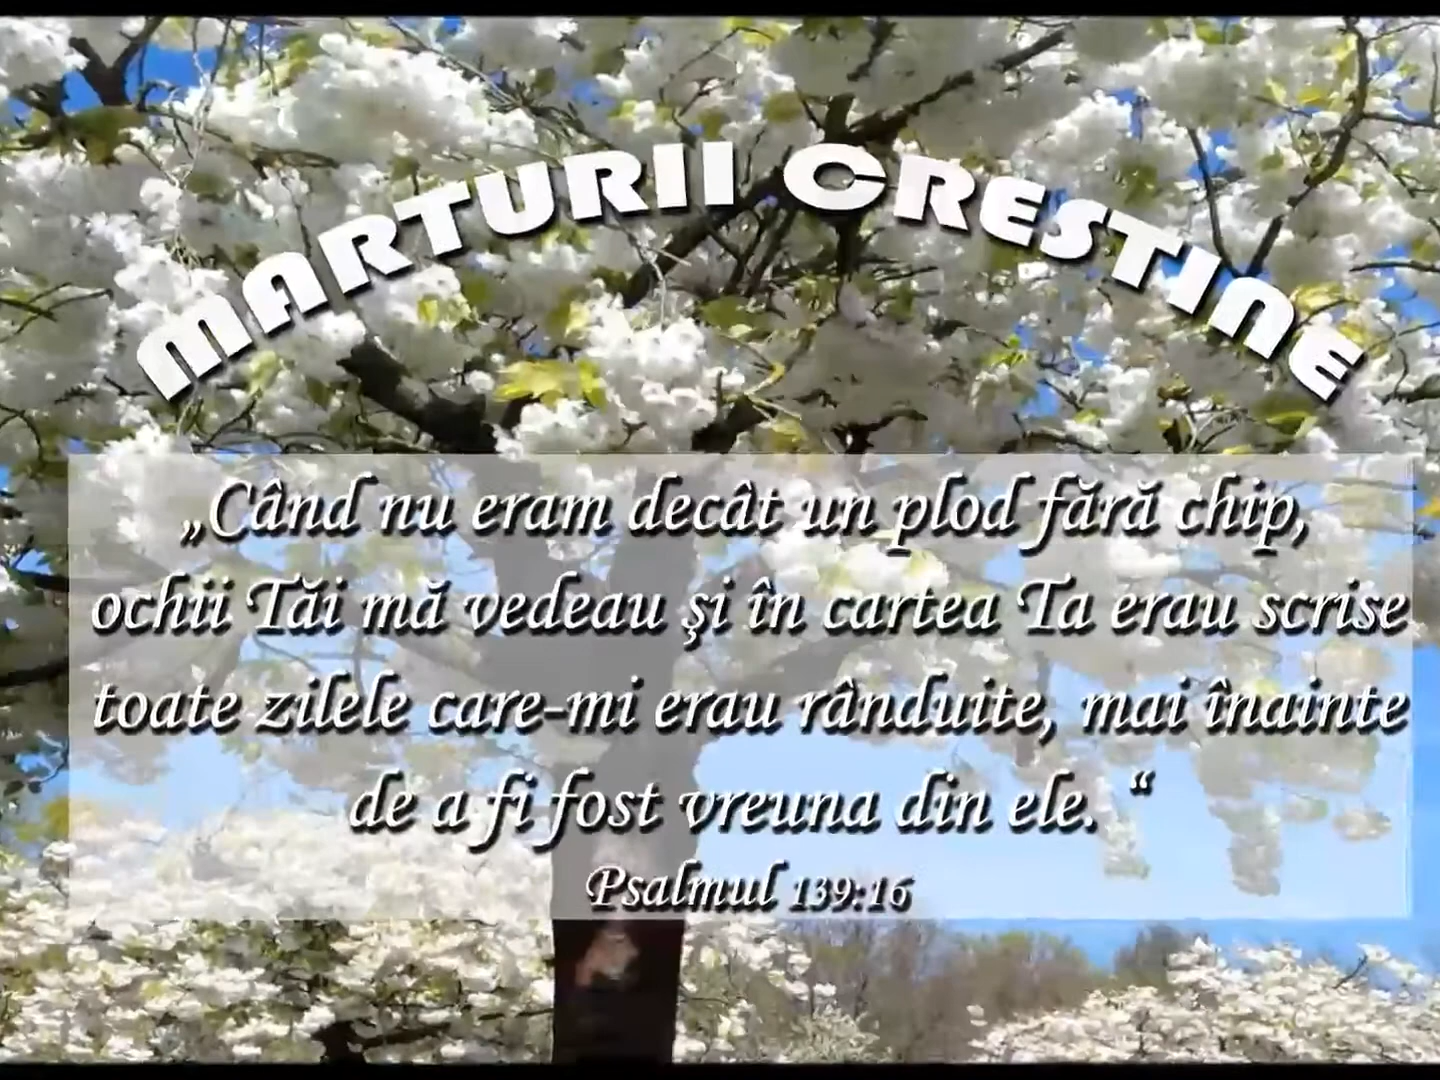 MARTURII CRESTINE
„Când nu eram decât un plod fără chip,
ochii Tăi mă vedeau şi în cartea Ta erau scrise
toate zilele care-mi erau rânduite, mai înainte
de a fi fost vreuna din ele. “
Psalmul 139:16